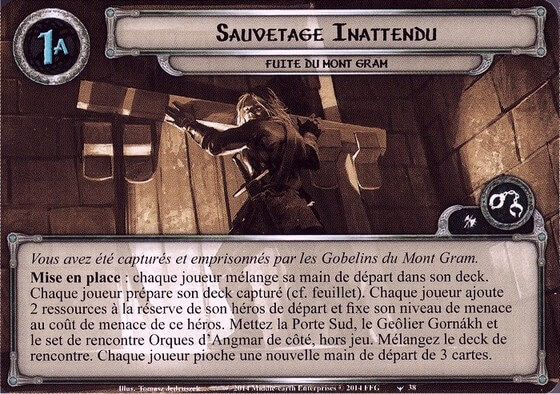 1A
Sauvetage Inattendu
Fuite du Mont Gram
Vous avez été capturés et emprisonnés par les Gobelins du Mont Gram.
Mise en place : chaque joueur mélange sa main de départ dans son deck.
Chaque joueur prépare son deck capturé (cf. feuillet). Chaque joueur ajoute
2 ressources à la réserve de son héros de départ et fixe son niveau de menace
au coût de menace de ce héros. Mettez la Porte Sud, le Geôlier Gornákh et
le set de rencontre Orques d'Angmar de côté, hors jeu. Mélangez le deck de
rencontre. Chaque joueur pioche une nouvelle main de départ de 3 cartes.
Illus. Tomasz Jedruszek 2014 Middle-earth Enterprises © 2014 FFG 38